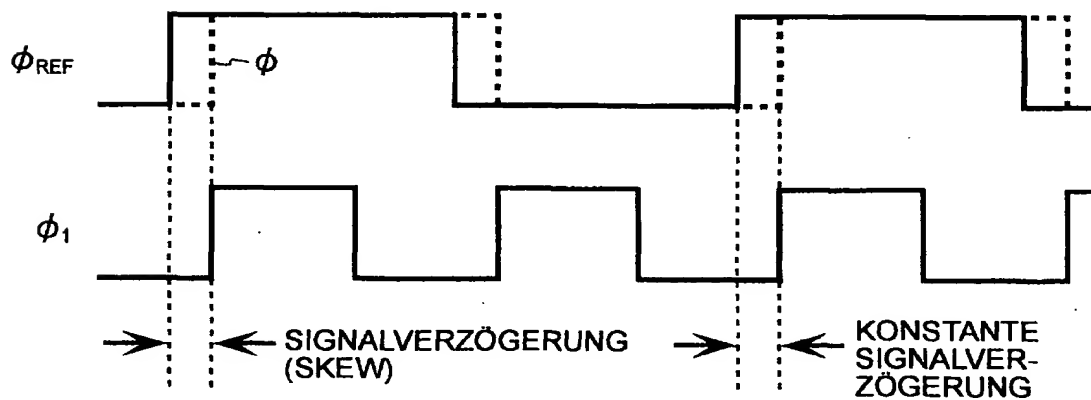 ϕREF
ϕ
ϕ1
SIGNALVERZÖGERUNG
(SKEW)
KONSTANTE
SIGNALVER-
ZÖGERUNG